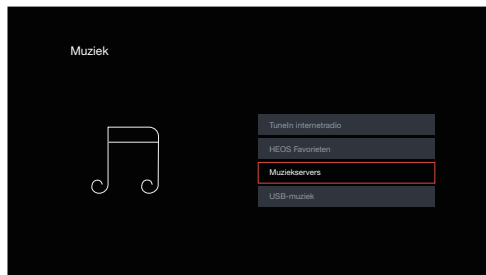 Muziek
TuneIn internetradio
HEOS Favorieten
Muziekservers
USB-muziek